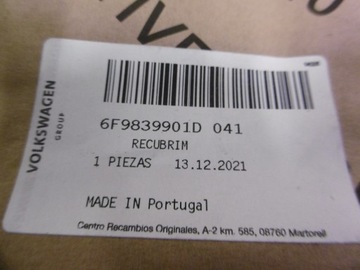 VOLKSWAGEN
GROUP
6F9839901D 041
RECUBRIM
1 PIEZAS 13.12.2021
MADE IN Portugal
Centro Recambios Originales, A-2 km. 585, 08760 Martorell